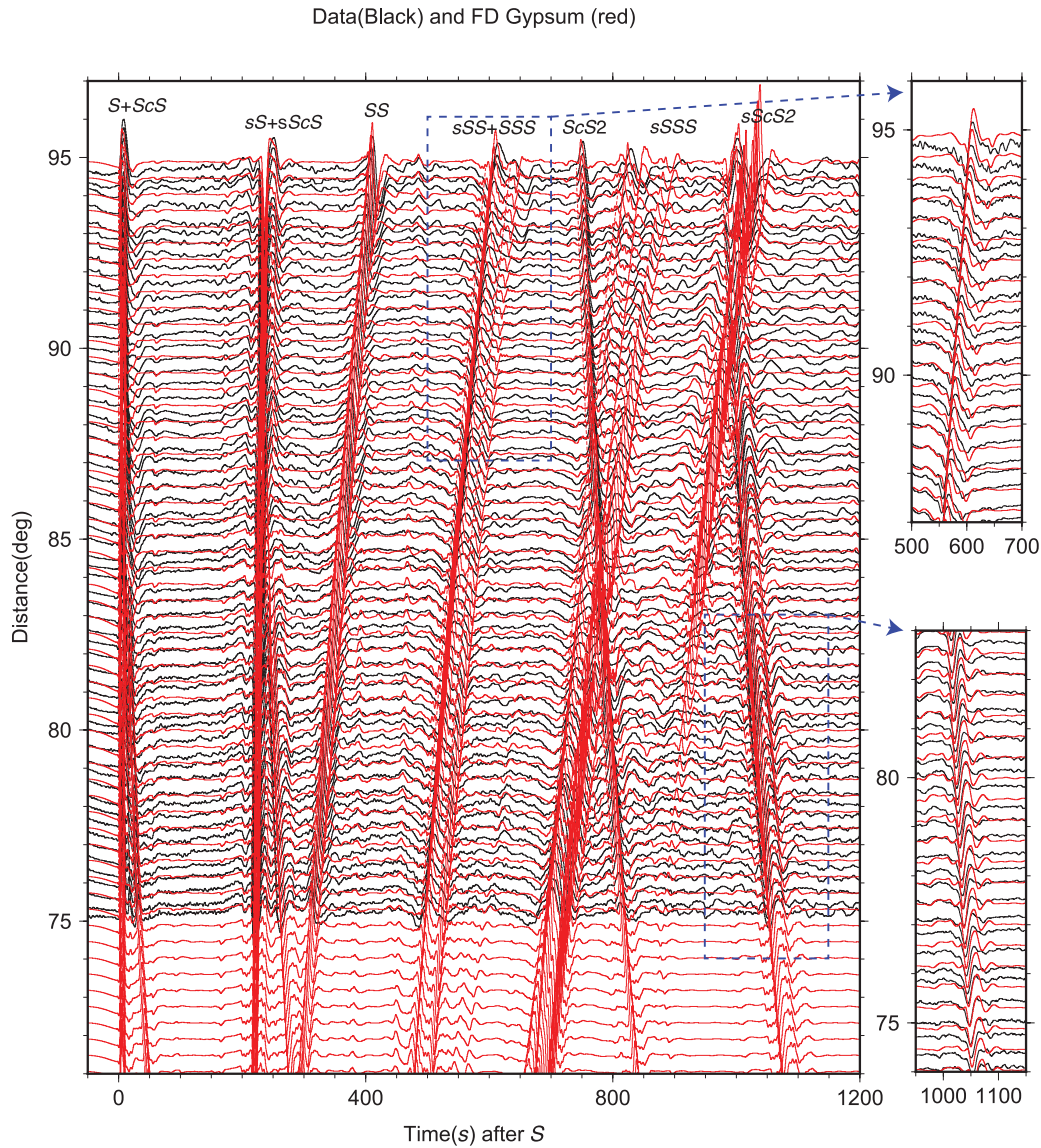 Data(Black) and FD Gypsum (red)
S+ScS
sS+sScS
SS
sSS+SSS
ScS2
sSSS
sScS2
95
90
85
80
75
Distance(deg)
0
400
800
1200
Time(s) after S
95
90
500
600
700
80
75
1000
1100